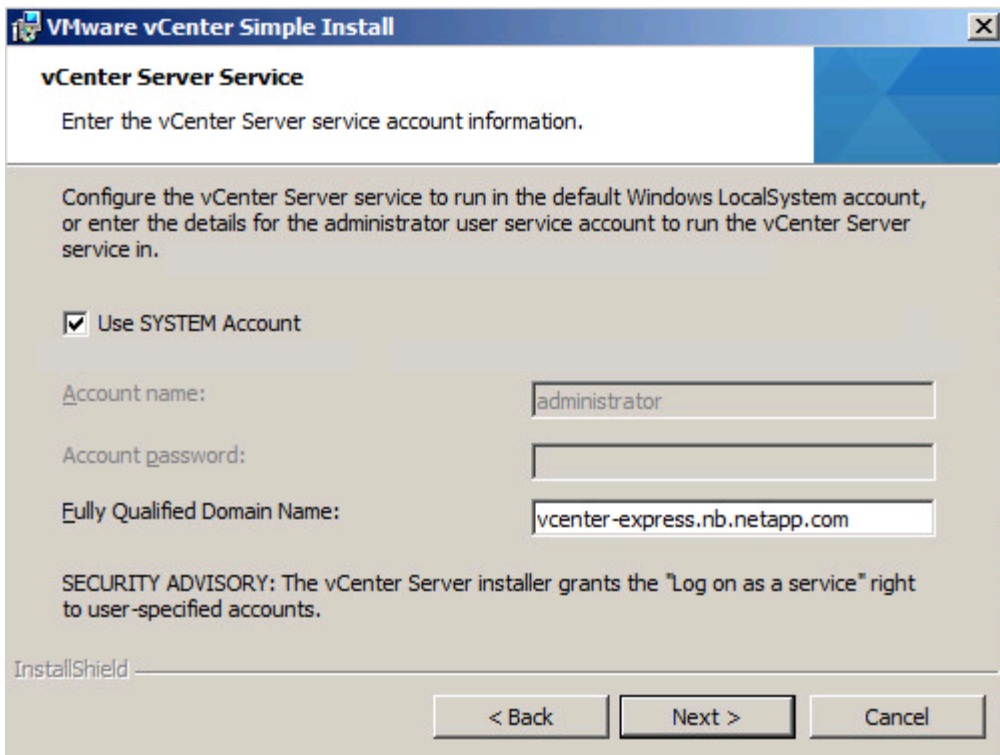 VMware vCenter Simple Install
vCenter Server Service
Enter the vCenter Server service account information.
Configure the vCenter Server service to run in the default Windows LocalSystem account,
or enter the details for the administrator user service account to run the vCenter Server
service in.
Use SYSTEM Account
Account name:
administrator
Account password:
Fully Qualified Domain Name:
vcenter-express.nb.netapp.com
SECURITY ADVISORY: The vCenter Server installer grants the "Log on as a service" right
to user-specified accounts.
InstallShield
< Back
Next >
Cancel